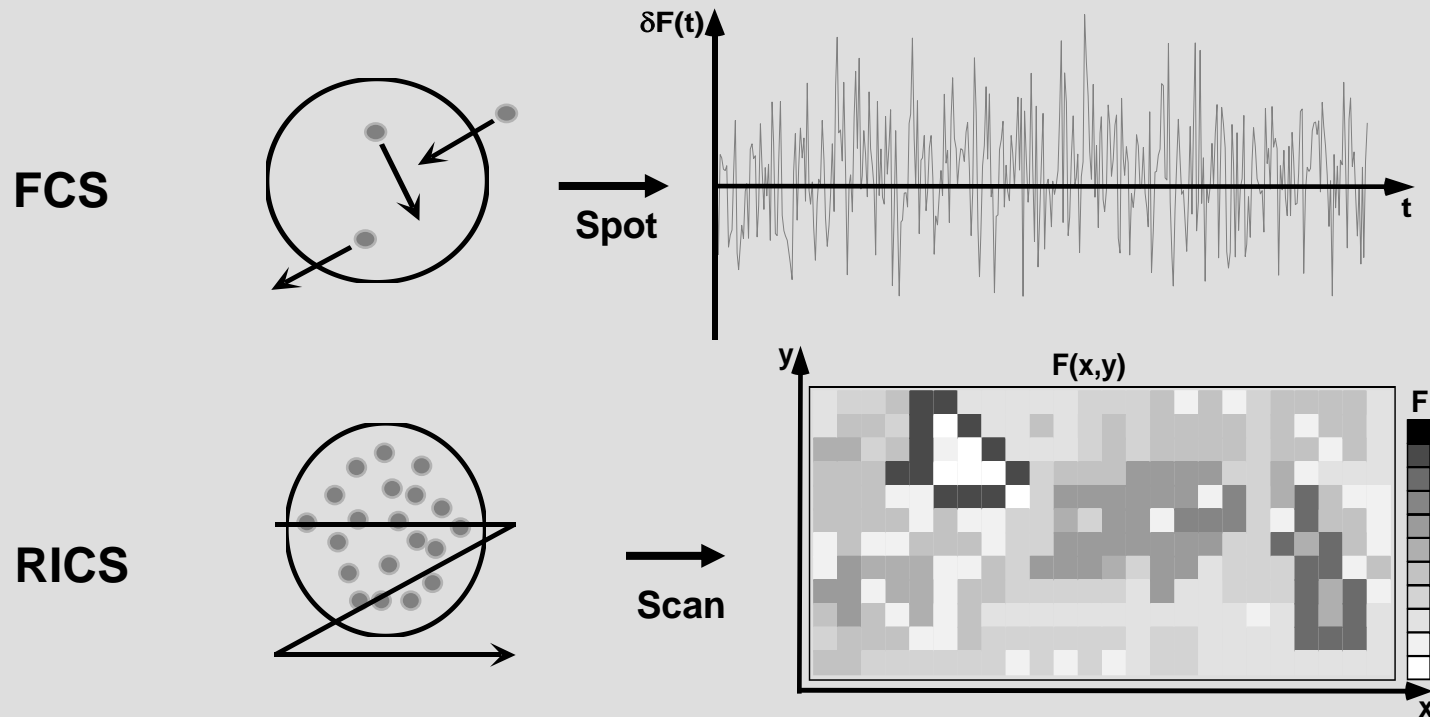 FCS
Spot
δF(t)
t
RICS
Scan
y
F(x,y)
F
x